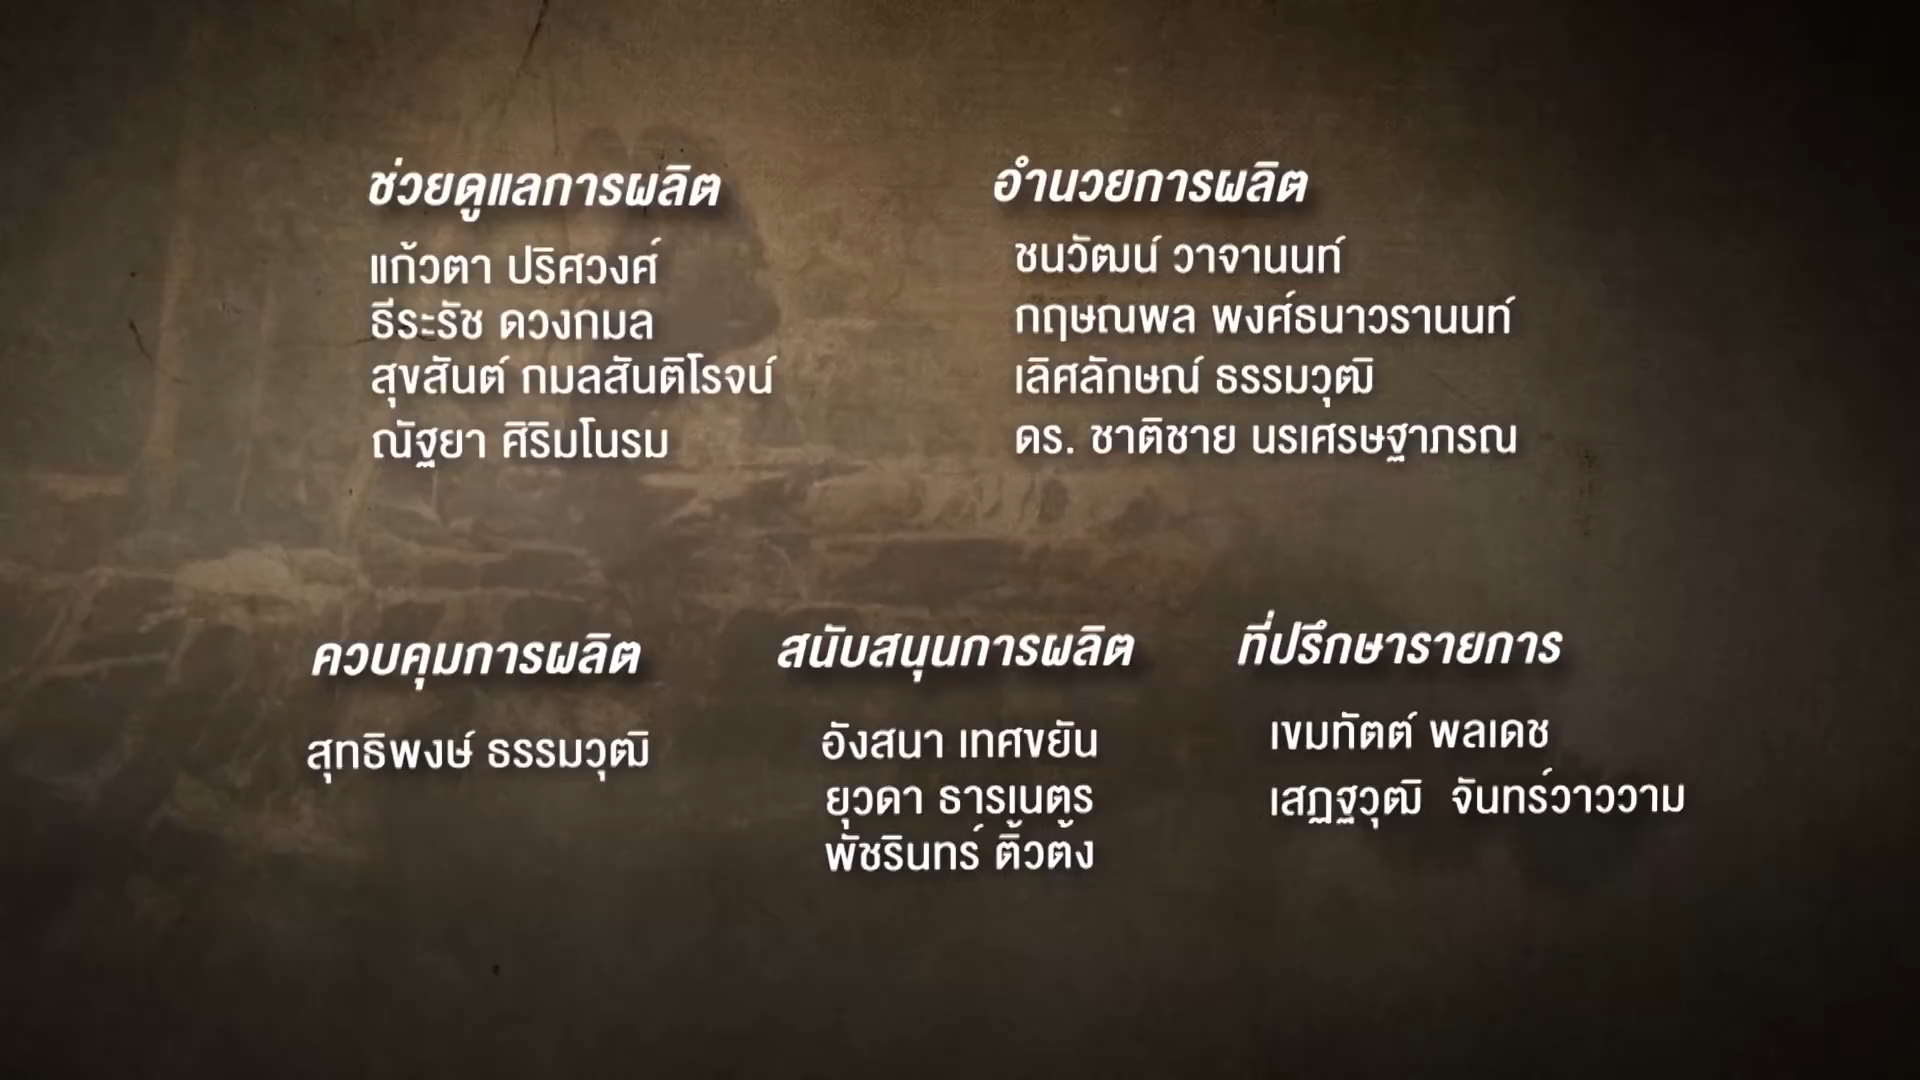 ช่วยดูแลการผลิต
แก้วตา ปริศวงศ์
ธีระรัช ดวงกมล
สุขสันต์ กมลสันติโรจน์
ณัฐยา ศิริมโนรม
อำนวยการผลิต
ชนวัฒน์ วาจานนท์
กฤษณพล พงศ์ธนาวรานนท์
เลิศลักษณ์ ธรรมวุฒิ
ดร. ชาติชาย นรเศรษฐาภรณ
ควบคุมการผลิต
สุทธิพงษ์ ธรรมวุฒิ
สนับสนุนการผลิต
อังสนา เทศขยัน
ยุวดา ธารเนตร
พัชรินทร์ ติ้วต้ง
ที่ปรึกษารายการ
เขมทัตต์ พลเดช
เสฏฐวุฒิ จันทร์วาววาม